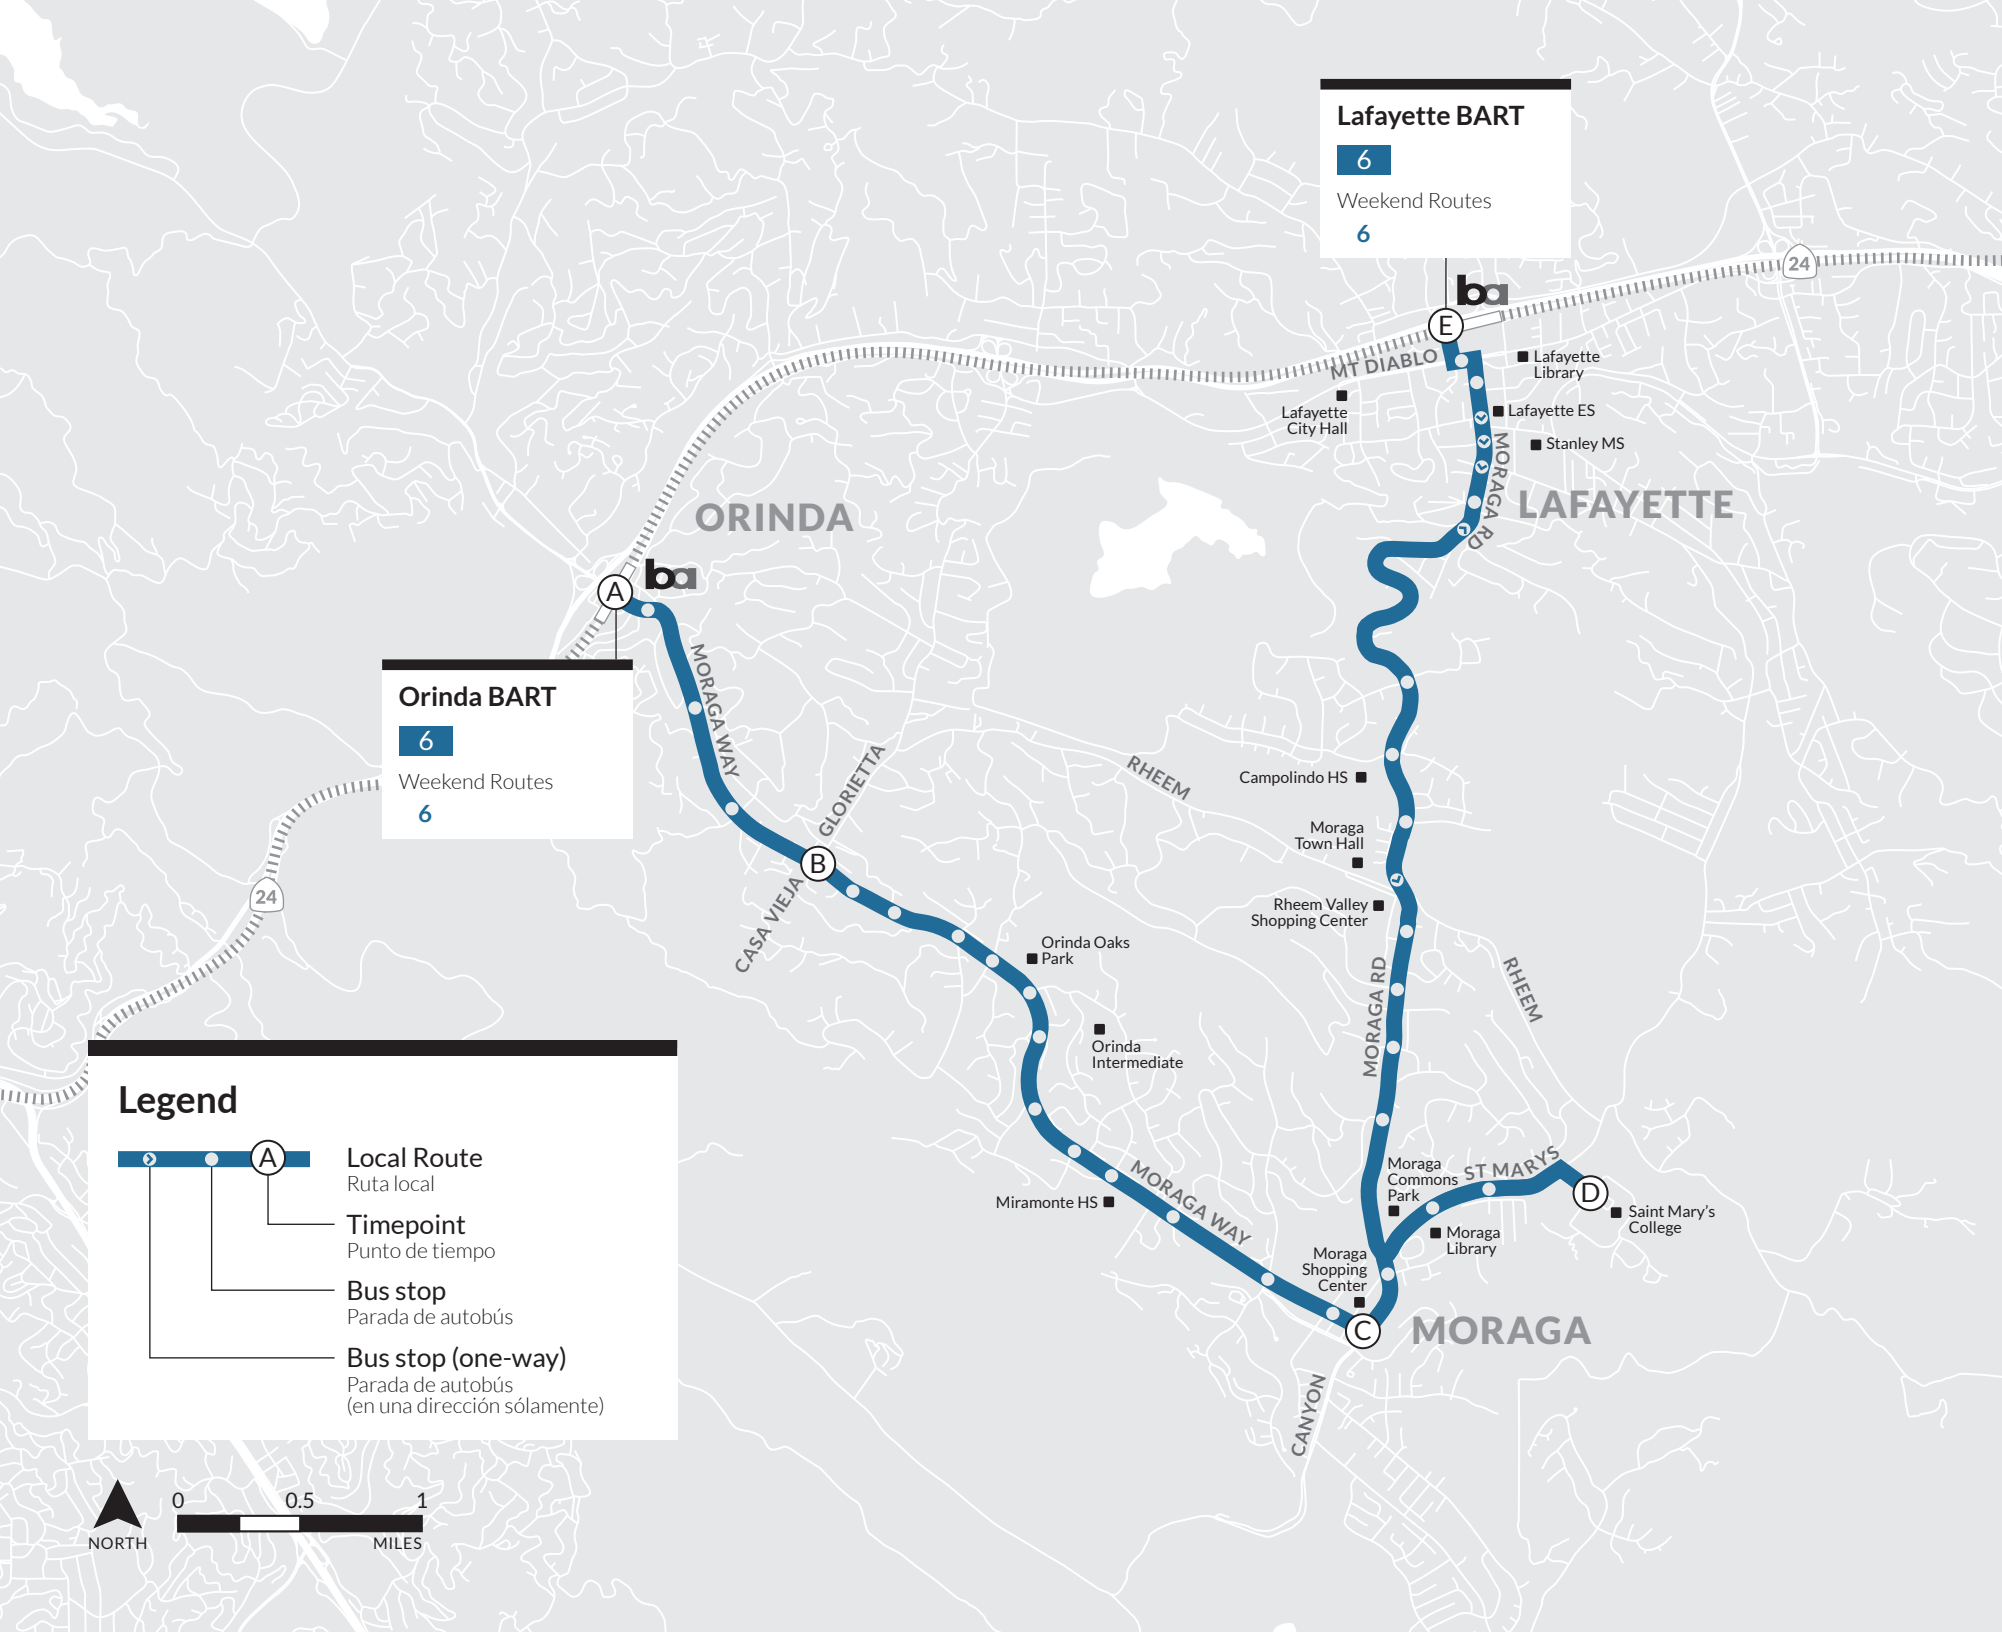 Lafayette BART
6
Weekend Routes
6
24
ba
E
MT DIABLO
Lafayette
Library
Lafayette
City Hall
Lafayette ES
Stanley MS
MORAGA RD
LAFAYETTE
ORINDA
ba
A
Orinda BART
6
Weekend Routes
6
MORAGA WAY
GLORIETTA
B
CASA VIEJA
24
RHEEM
Campolindo HS
Moraga
Town Hall
Rheem Valley
Shopping Center
Orinda Oaks
Park
Orinda
Intermediate
MORAGA RD
RHEEM
Miramonte HS
MORAGA WAY
Moraga
Commons
Park
ST MARYS
D
Saint Mary's
College
Moraga
Library
Moraga
Shopping
Center
C
MORAGA
CANYON
Legend
A
Local Route
Ruta local
Timepoint
Punto de tiempo
Bus stop
Parada de autobús
Bus stop (one-way)
Parada de autobús
(en una dirección sólamente)
NORTH
0 0.5 1
MILES